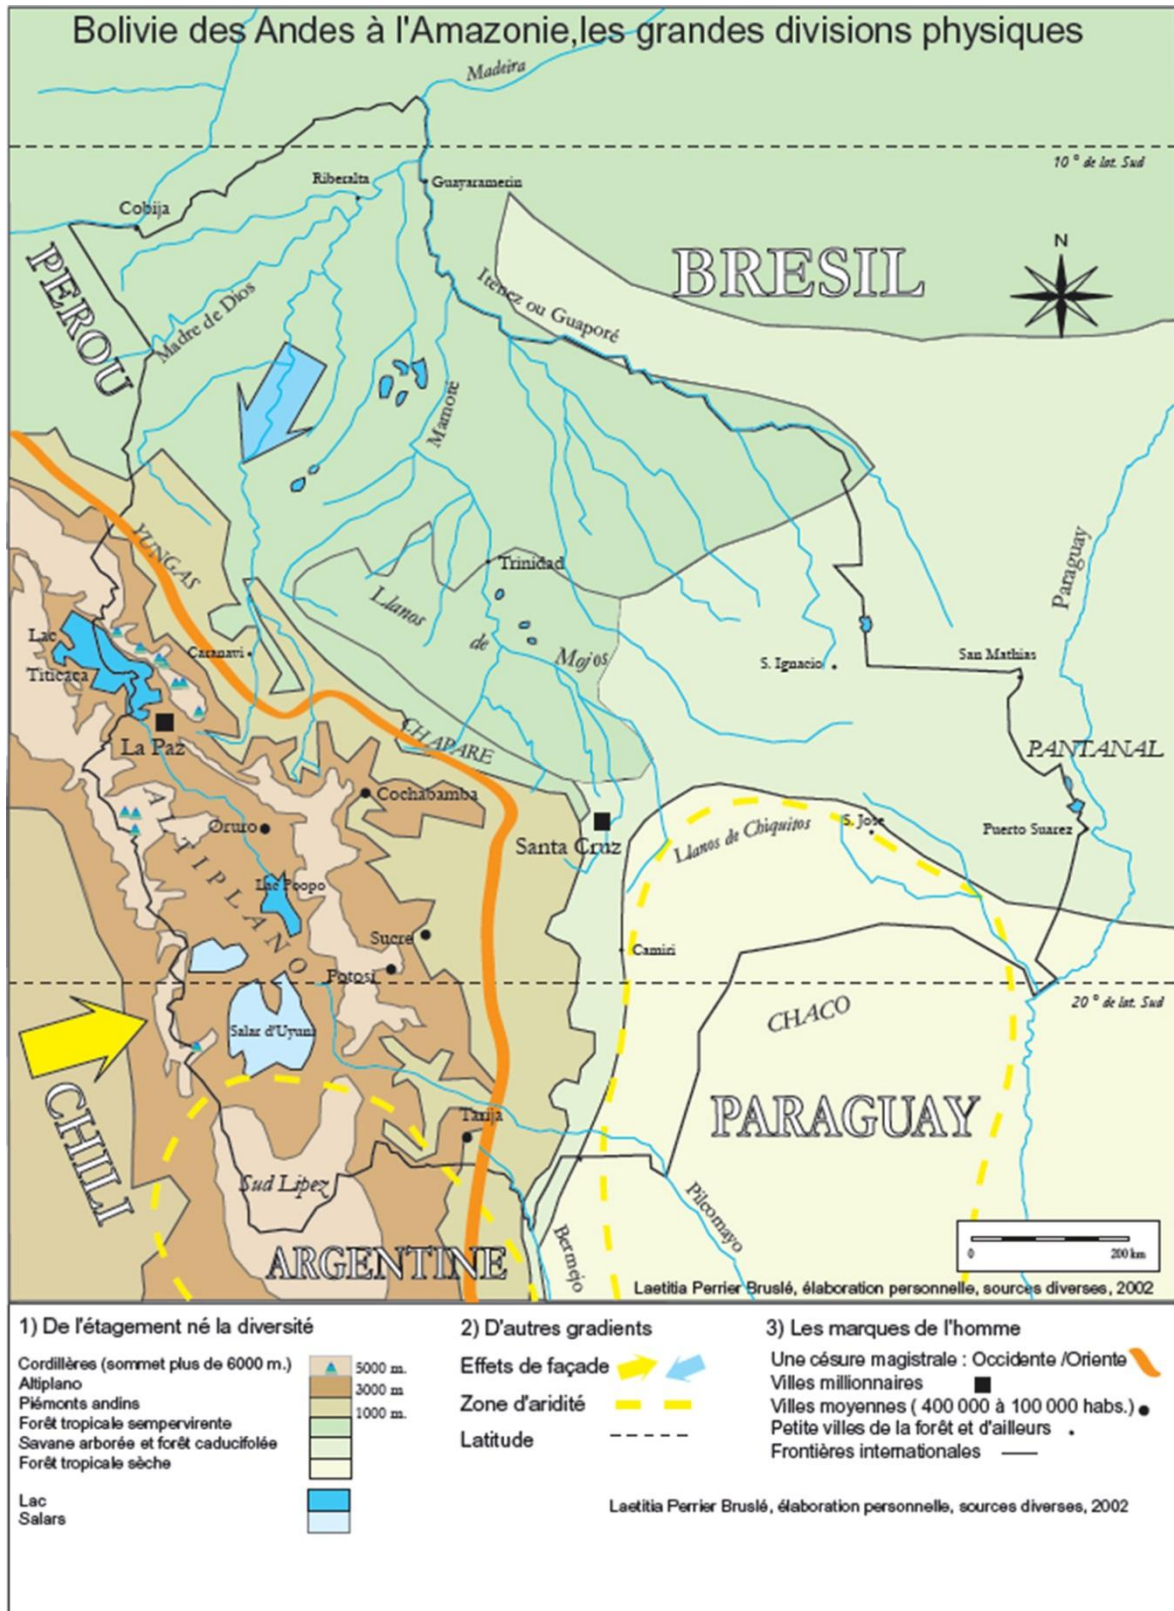 Bolivie des Andes à l'Amazonie,les grandes divisions physiques
Madeira
10 ° de lat. Sud
Riberalta
Guayaramerin
Cobija
PEROU
BRESIL
N
Itenez ou Guaporé
Madre de Dios
Mamoré
YUNGAS
Trinidad
Paraguay
Llanos
de
Mojos
Lac
Titicaca
Caranavi
S. Ignacio
San Mathias
La Paz
CHAPARE
PANTANAL
Cochabamba
ALTIPLANO
Oruro
Santa Cruz
Llanos de Chiquitos
S. Jose
Puerto Suarez
Lac Poopo
Sucre
Camiri
Potosi
20 ° de lat. Sud
Salar d'Uyuni
CHACO
CHILI
Tarija
PARAGUAY
Sud Lipez
Pilcomayo
Bermejo
ARGENTINE
0
200 km
Laetitia Perrier Bruslé, élaboration personnelle, sources diverses, 2002
1) De l'étagement né la diversité
Cordillères (sommet plus de 6000 m.)
5000 m.
Altiplano
3000 m
Piémonts andins
1000 m.
Forêt tropicale sempervirente
Savane arborée et forêt caducifolée
Forêt tropicale sèche
Lac
Salars
2) D'autres gradients
Effets de façade
Zone d'aridité
Latitude
3) Les marques de l'homme
Une césure magistrale : Occidente /Oriente
Villes millionnaires
Villes moyennes ( 400 000 à 100 000 habs.)
Petite villes de la forêt et d'ailleurs
Frontières internationales
Laetitia Perrier Bruslé, élaboration personnelle, sources diverses, 2002